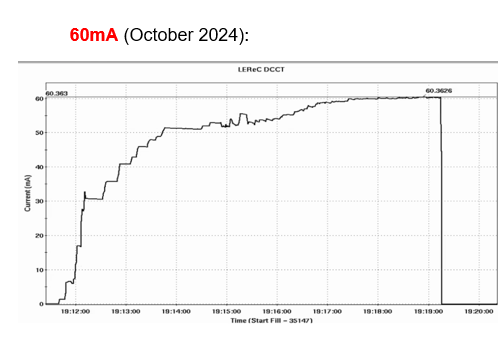 60mA (October 2024):
LEReC DCCT
60.363
60.3626
60
50
40
30
20
10
0
Current (mA)
19:12:00 19:13:00 19:14:00 19:15:00 19:16:00 19:17:00 19:18:00 19:19:00 19:20:00
Time (Start Fill = 35147)